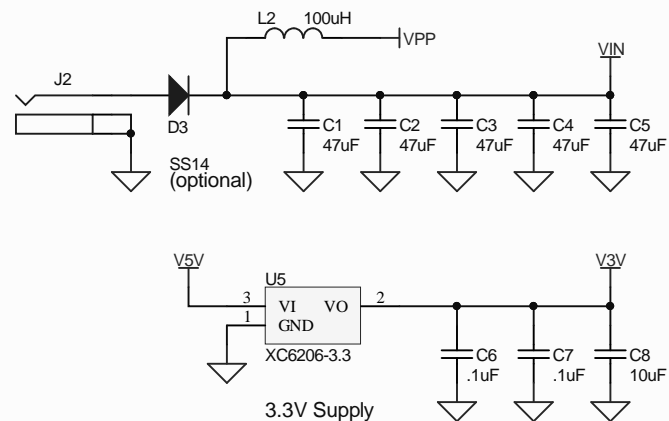 L2 100uH
VPP
VIN
J2
D3
SS14
(optional)
C1
47uF
C2
47uF
C3
47uF
C4
47uF
C5
47uF
V5V
V3V
U5
3 VI VO 2
1 GND
XC6206-3.3
C6
.1uF
C7
.1uF
C8
10uF
3.3V Supply